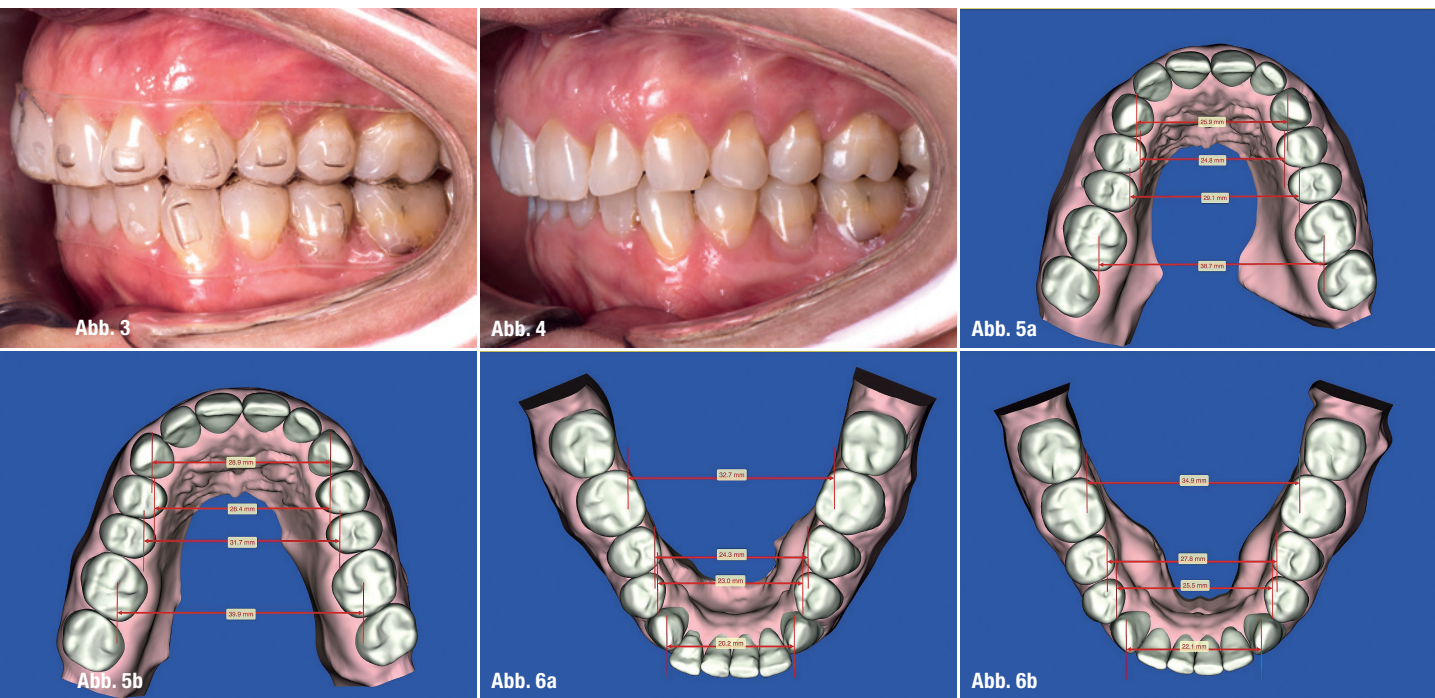 Abb. 3
Abb. 4
25.9 mm
24.8 mm
29.1 mm
38.7 mm
Abb. 5a
28.9 mm
28.4 mm
31.7 mm
39.9 mm
Abb. 5b
32.7 mm
24.3 mm
23.0 mm
20.2 mm
Abb. 6a
34.9 mm
27.8 mm
25.5 mm
22.1 mm
Abb. 6b